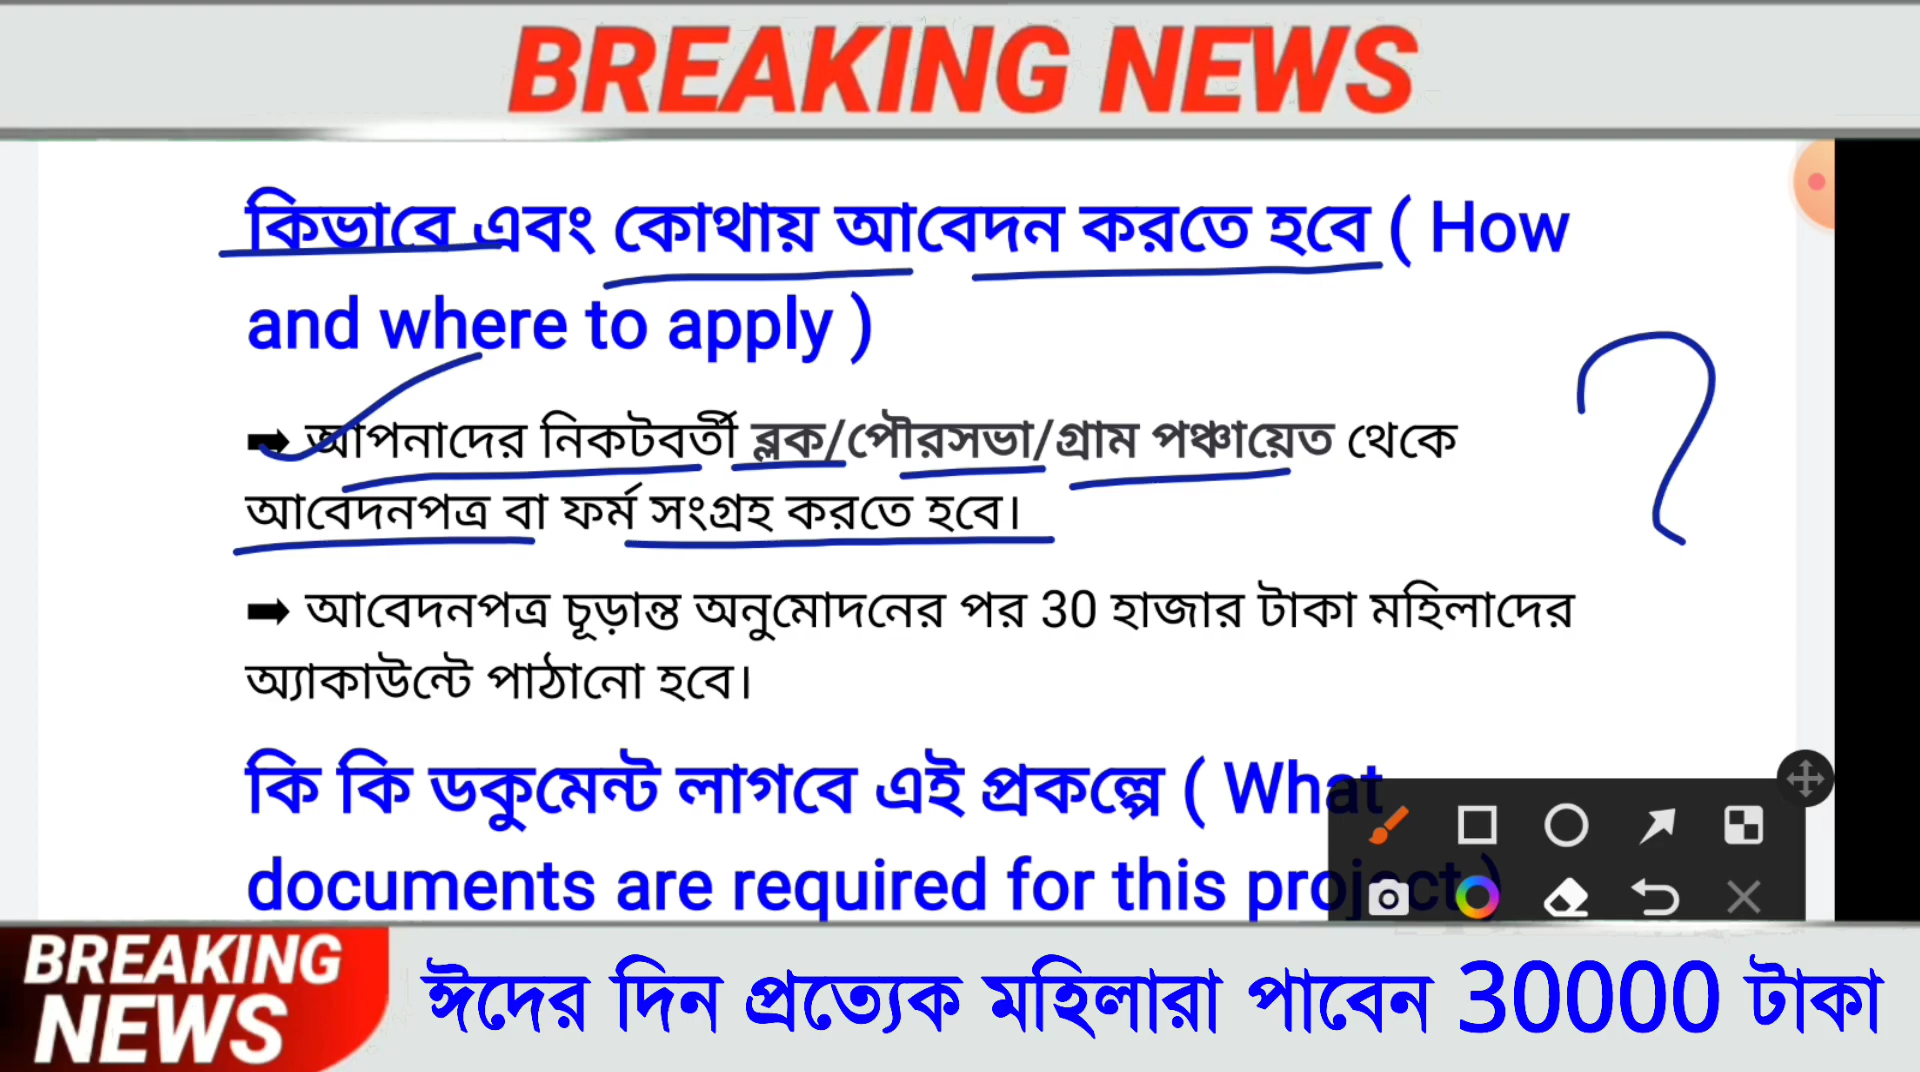 BREAKING NEWS
কিভাবে এবং কোথায় আবেদন করতে হবে ( How
and where to apply )
➡ আপনাদের নিকটবর্তী ব্লক/পৌরসভা/গ্রাম পঞ্চায়েত থেকে
আবেদনপত্র বা ফর্ম সংগ্রহ করতে হবে।
➡ আবেদনপত্র চূড়ান্ত অনুমোদনের পর 30 হাজার টাকা মহিলাদের
অ্যাকাউন্টে পাঠানো হবে।
কি কি ডকুমেন্ট লাগবে এই প্রকল্পে ( What
documents are required for this project )
BREAKING
NEWS
ঈদের দিন প্রত্যেক মহিলারা পাবেন 30000 টাকা